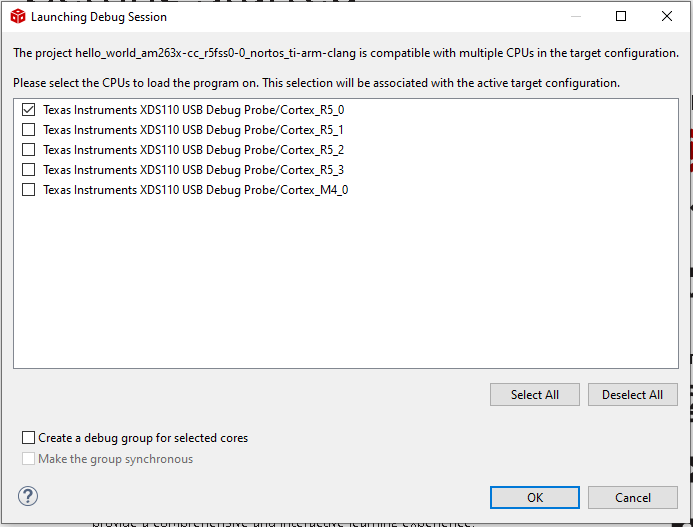 Launching Debug Session
The project hello_world_am263x-cc_r5fss0-0_nortos_ti-arm-clang is compatible with multiple CPUs in the target configuration.
Please select the CPUs to load the program on. This selection will be associated with the active target configuration.
Texas Instruments XDS110 USB Debug Probe/Cortex_R5_0
Texas Instruments XDS110 USB Debug Probe/Cortex_R5_1
Texas Instruments XDS110 USB Debug Probe/Cortex_R5_2
Texas Instruments XDS110 USB Debug Probe/Cortex_R5_3
Texas Instruments XDS110 USB Debug Probe/Cortex_M4_0
Select All
Deselect All
Create a debug group for selected cores
Make the group synchronous
?
OK
Cancel
provide a comprehensive and interactive learning experience.